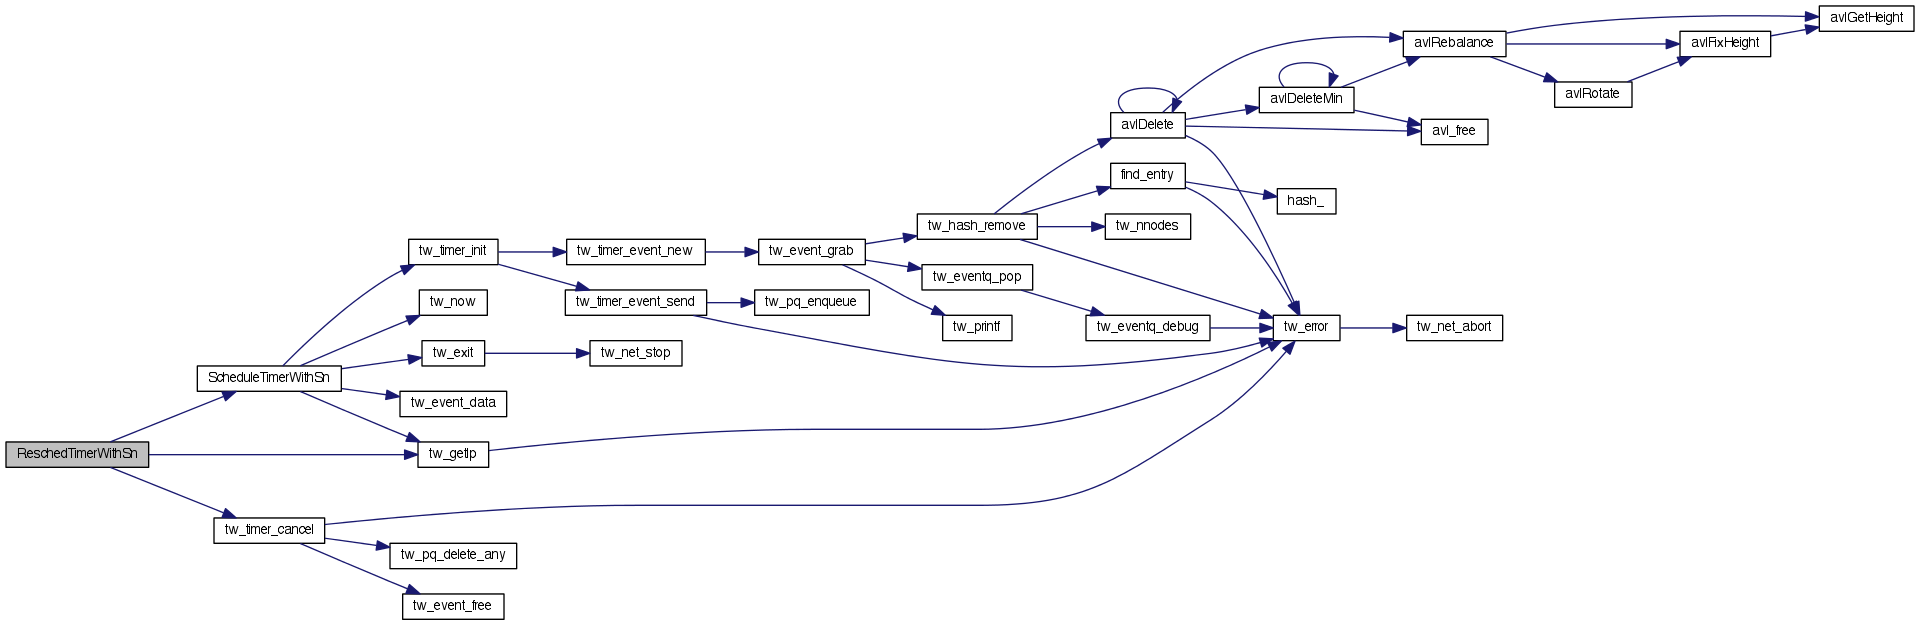 avlGetHeight
avlRebalance
avlFixHeight
avlRotate
avlDeleteMin
avlDelete
avl_free
find_entry
hash_
tw_hash_remove
tw_nnodes
tw_timer_init
tw_timer_event_new
tw_event_grab
tw_eventq_pop
tw_now
tw_timer_event_send
tw_pq_enqueue
tw_printf
tw_eventq_debug
tw_error
tw_net_abort
tw_exit
tw_net_stop
ScheduleTimerWithSn
tw_event_data
ReschedTimerWithSn
tw_getlp
tw_timer_cancel
tw_pq_delete_any
tw_event_free